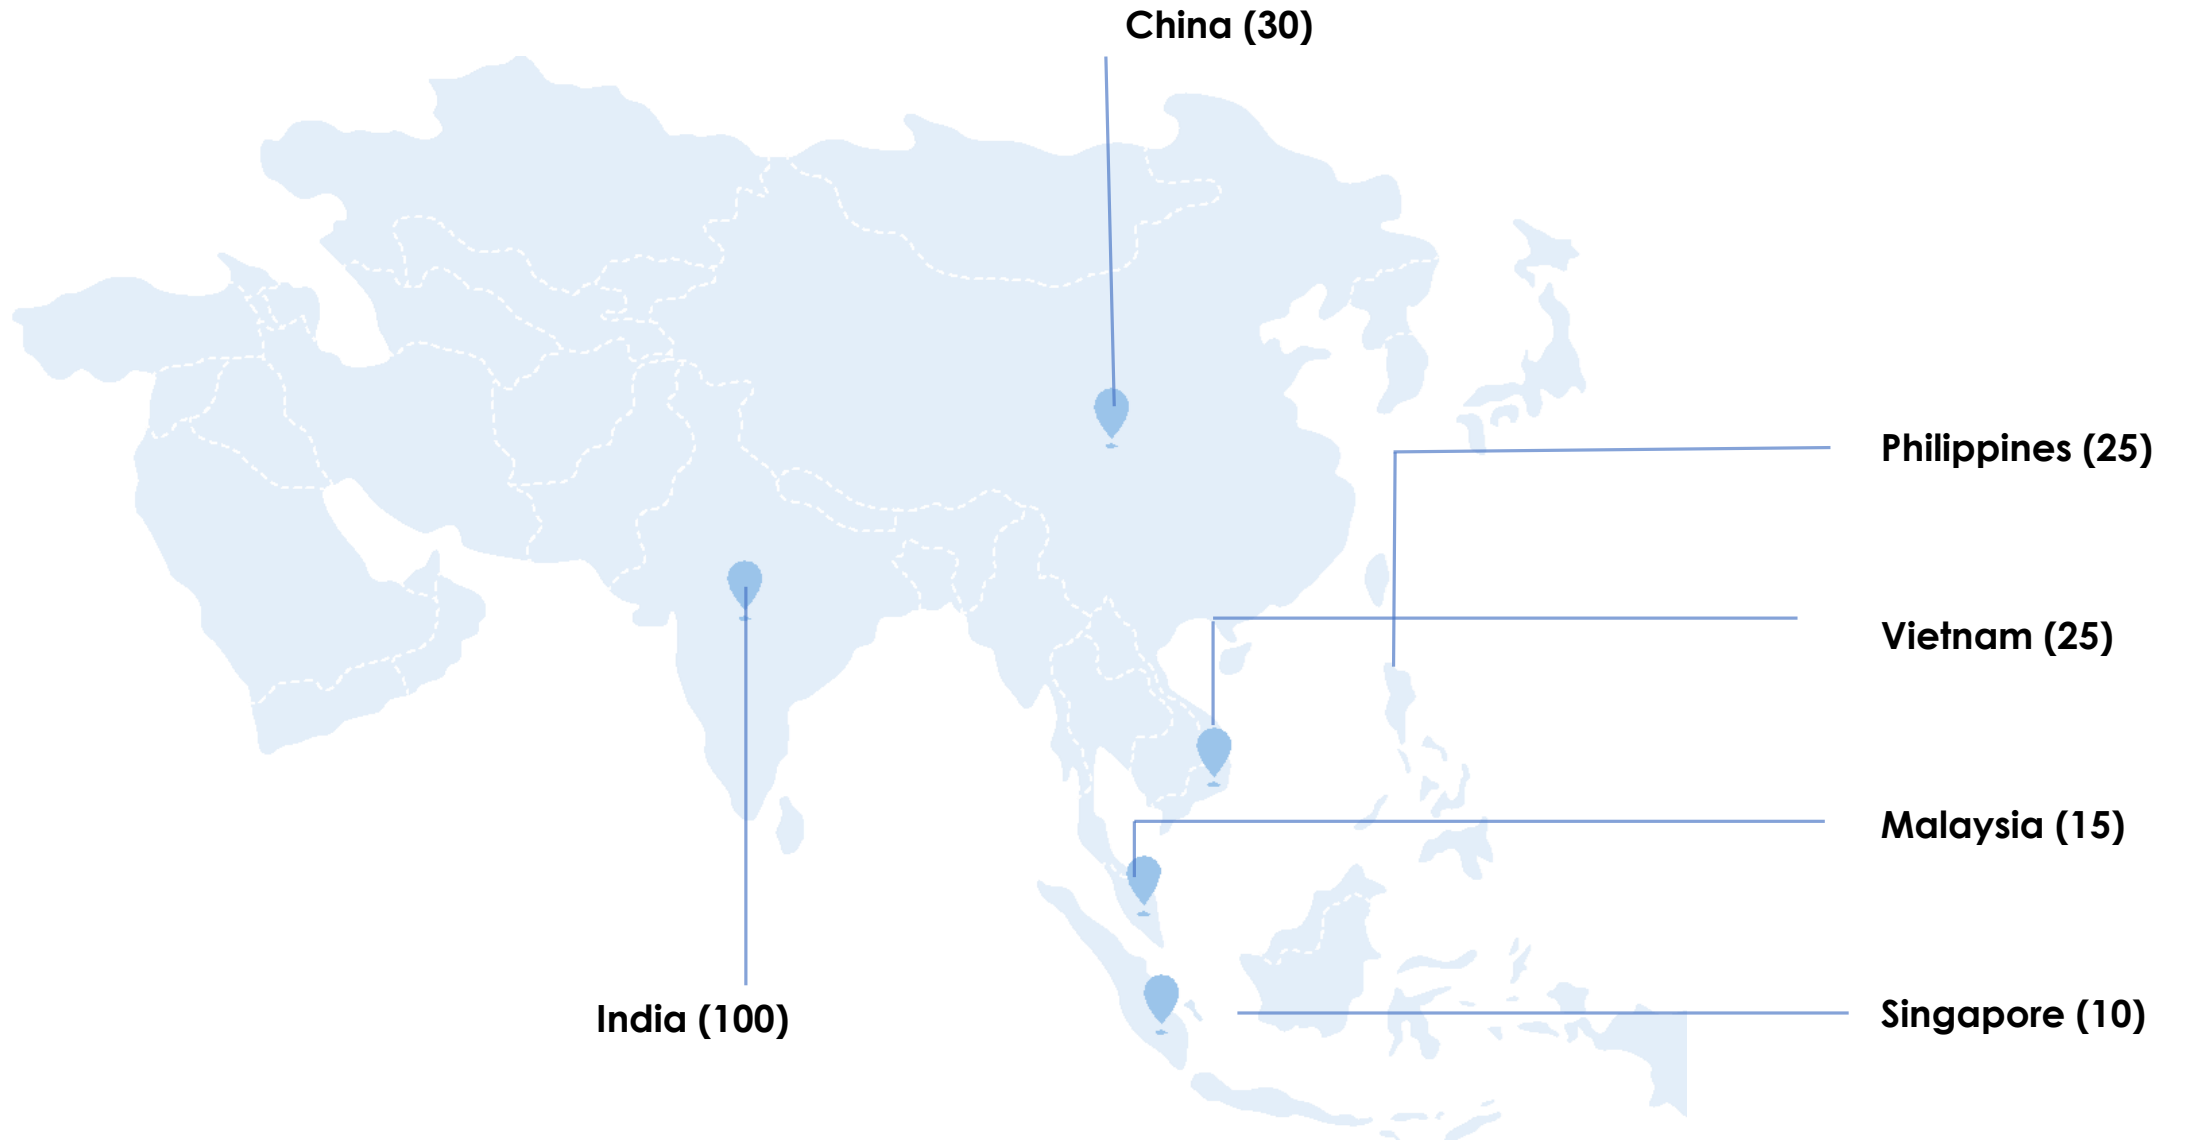 China (30)
Philippines (25)
Vietnam (25)
Malaysia (15)
Singapore (10)
India (100)